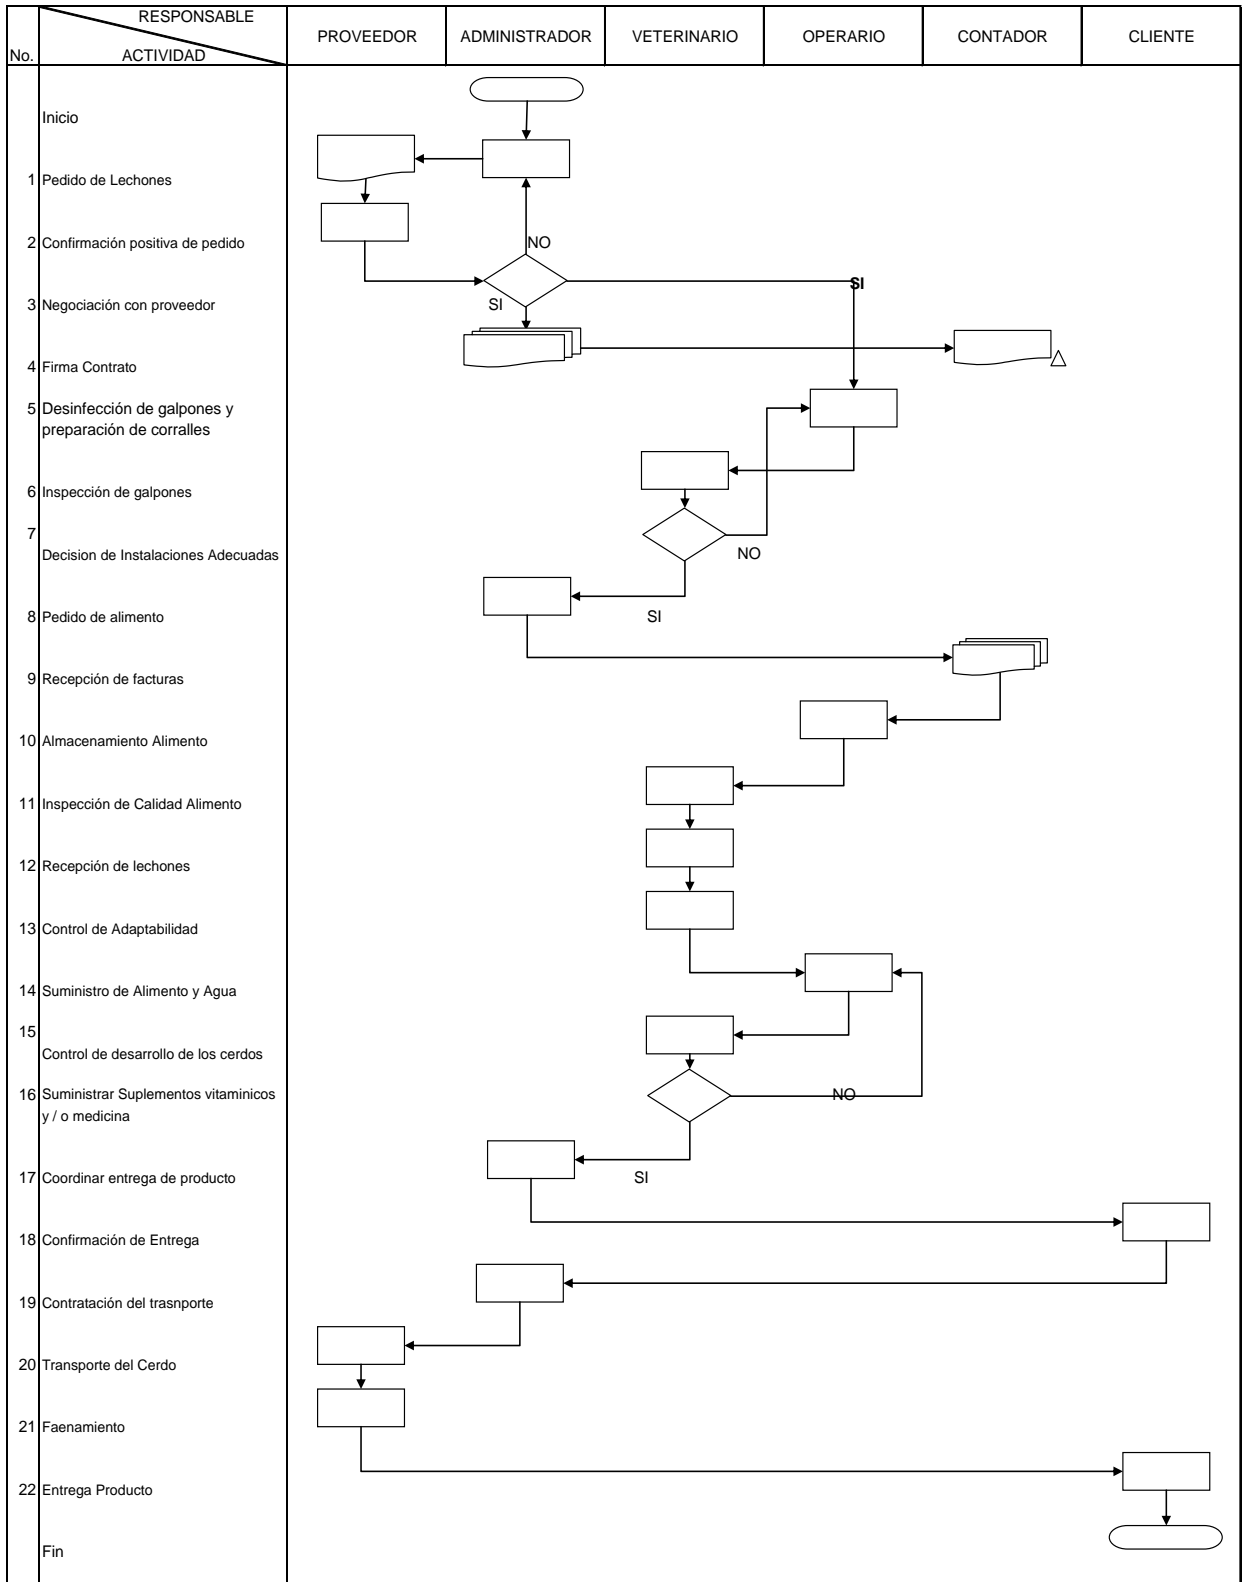 RESPONSABLE
No. ACTIVIDAD PROVEEDOR ADMINISTRADOR VETERINARIO OPERARIO CONTADOR CLIENTE
Inicio
1 Pedido de Lechones
2 Confirmación positiva de pedido
NO
SI
3 Negociación con proveedor
SI
4 Firma Contrato
5 Desinfección de galpones y
preparación de corralles
6 Inspección de galpones
7
Decision de Instalaciones Adecuadas
NO
8 Pedido de alimento
SI
9 Recepción de facturas
10 Almacenamiento Alimento
11 Inspección de Calidad Alimento
12 Recepción de lechones
13 Control de Adaptabilidad
14 Suministro de Alimento y Agua
15
Control de desarrollo de los cerdos
16 Suministrar Suplementos vitaminicos
NO
y / o medicina
17 Coordinar entrega de producto
SI
18 Confirmación de Entrega
19 Contratación del trasnporte
20 Transporte del Cerdo
21 Faenamiento
22 Entrega Producto
Fin